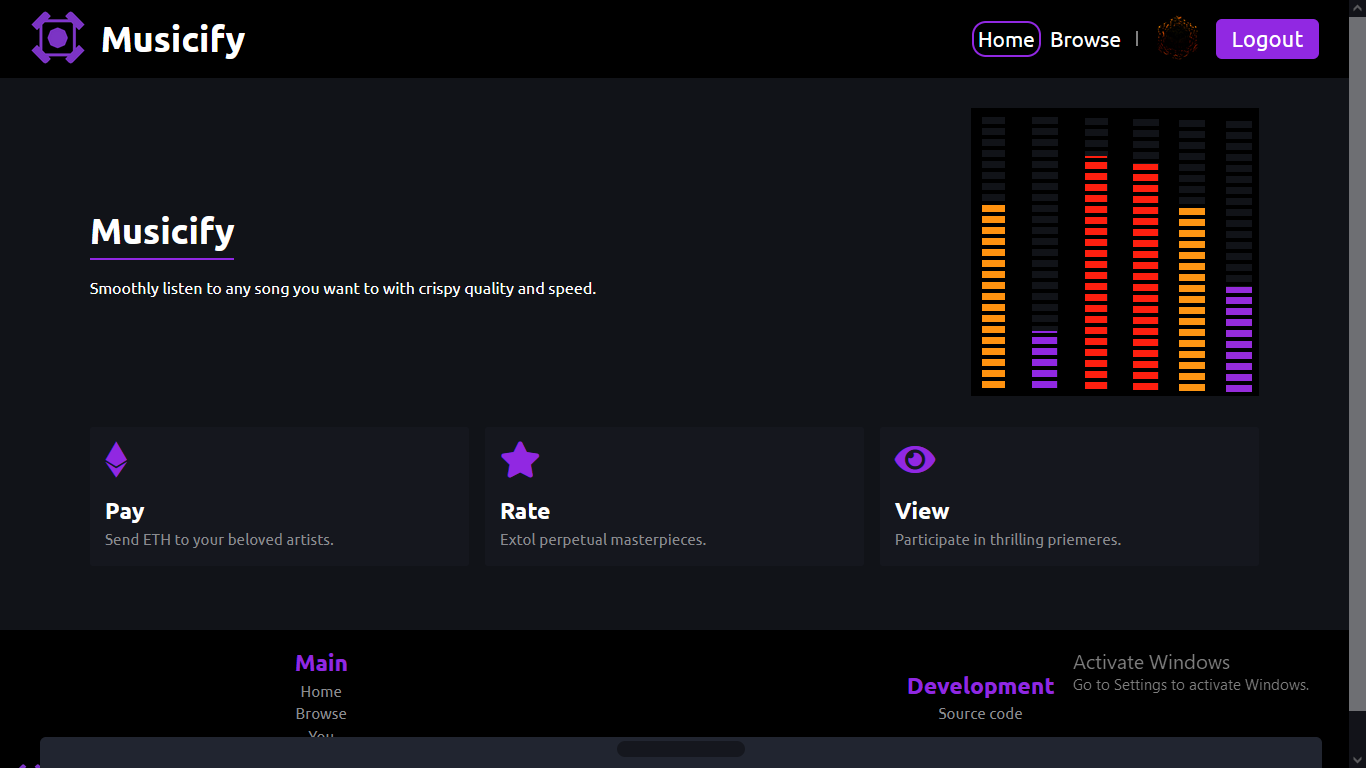 Musicify
Home Browse | Logout
Musicify
Smoothly listen to any song you want to with crispy quality and speed.
Pay
Send ETH to your beloved artists.
Rate
Extol perpetual masterpieces.
View
Participate in thrilling priemeres.
Main
Home
Browse
You
Development
Source code
Activate Windows
Go to Settings to activate Windows.